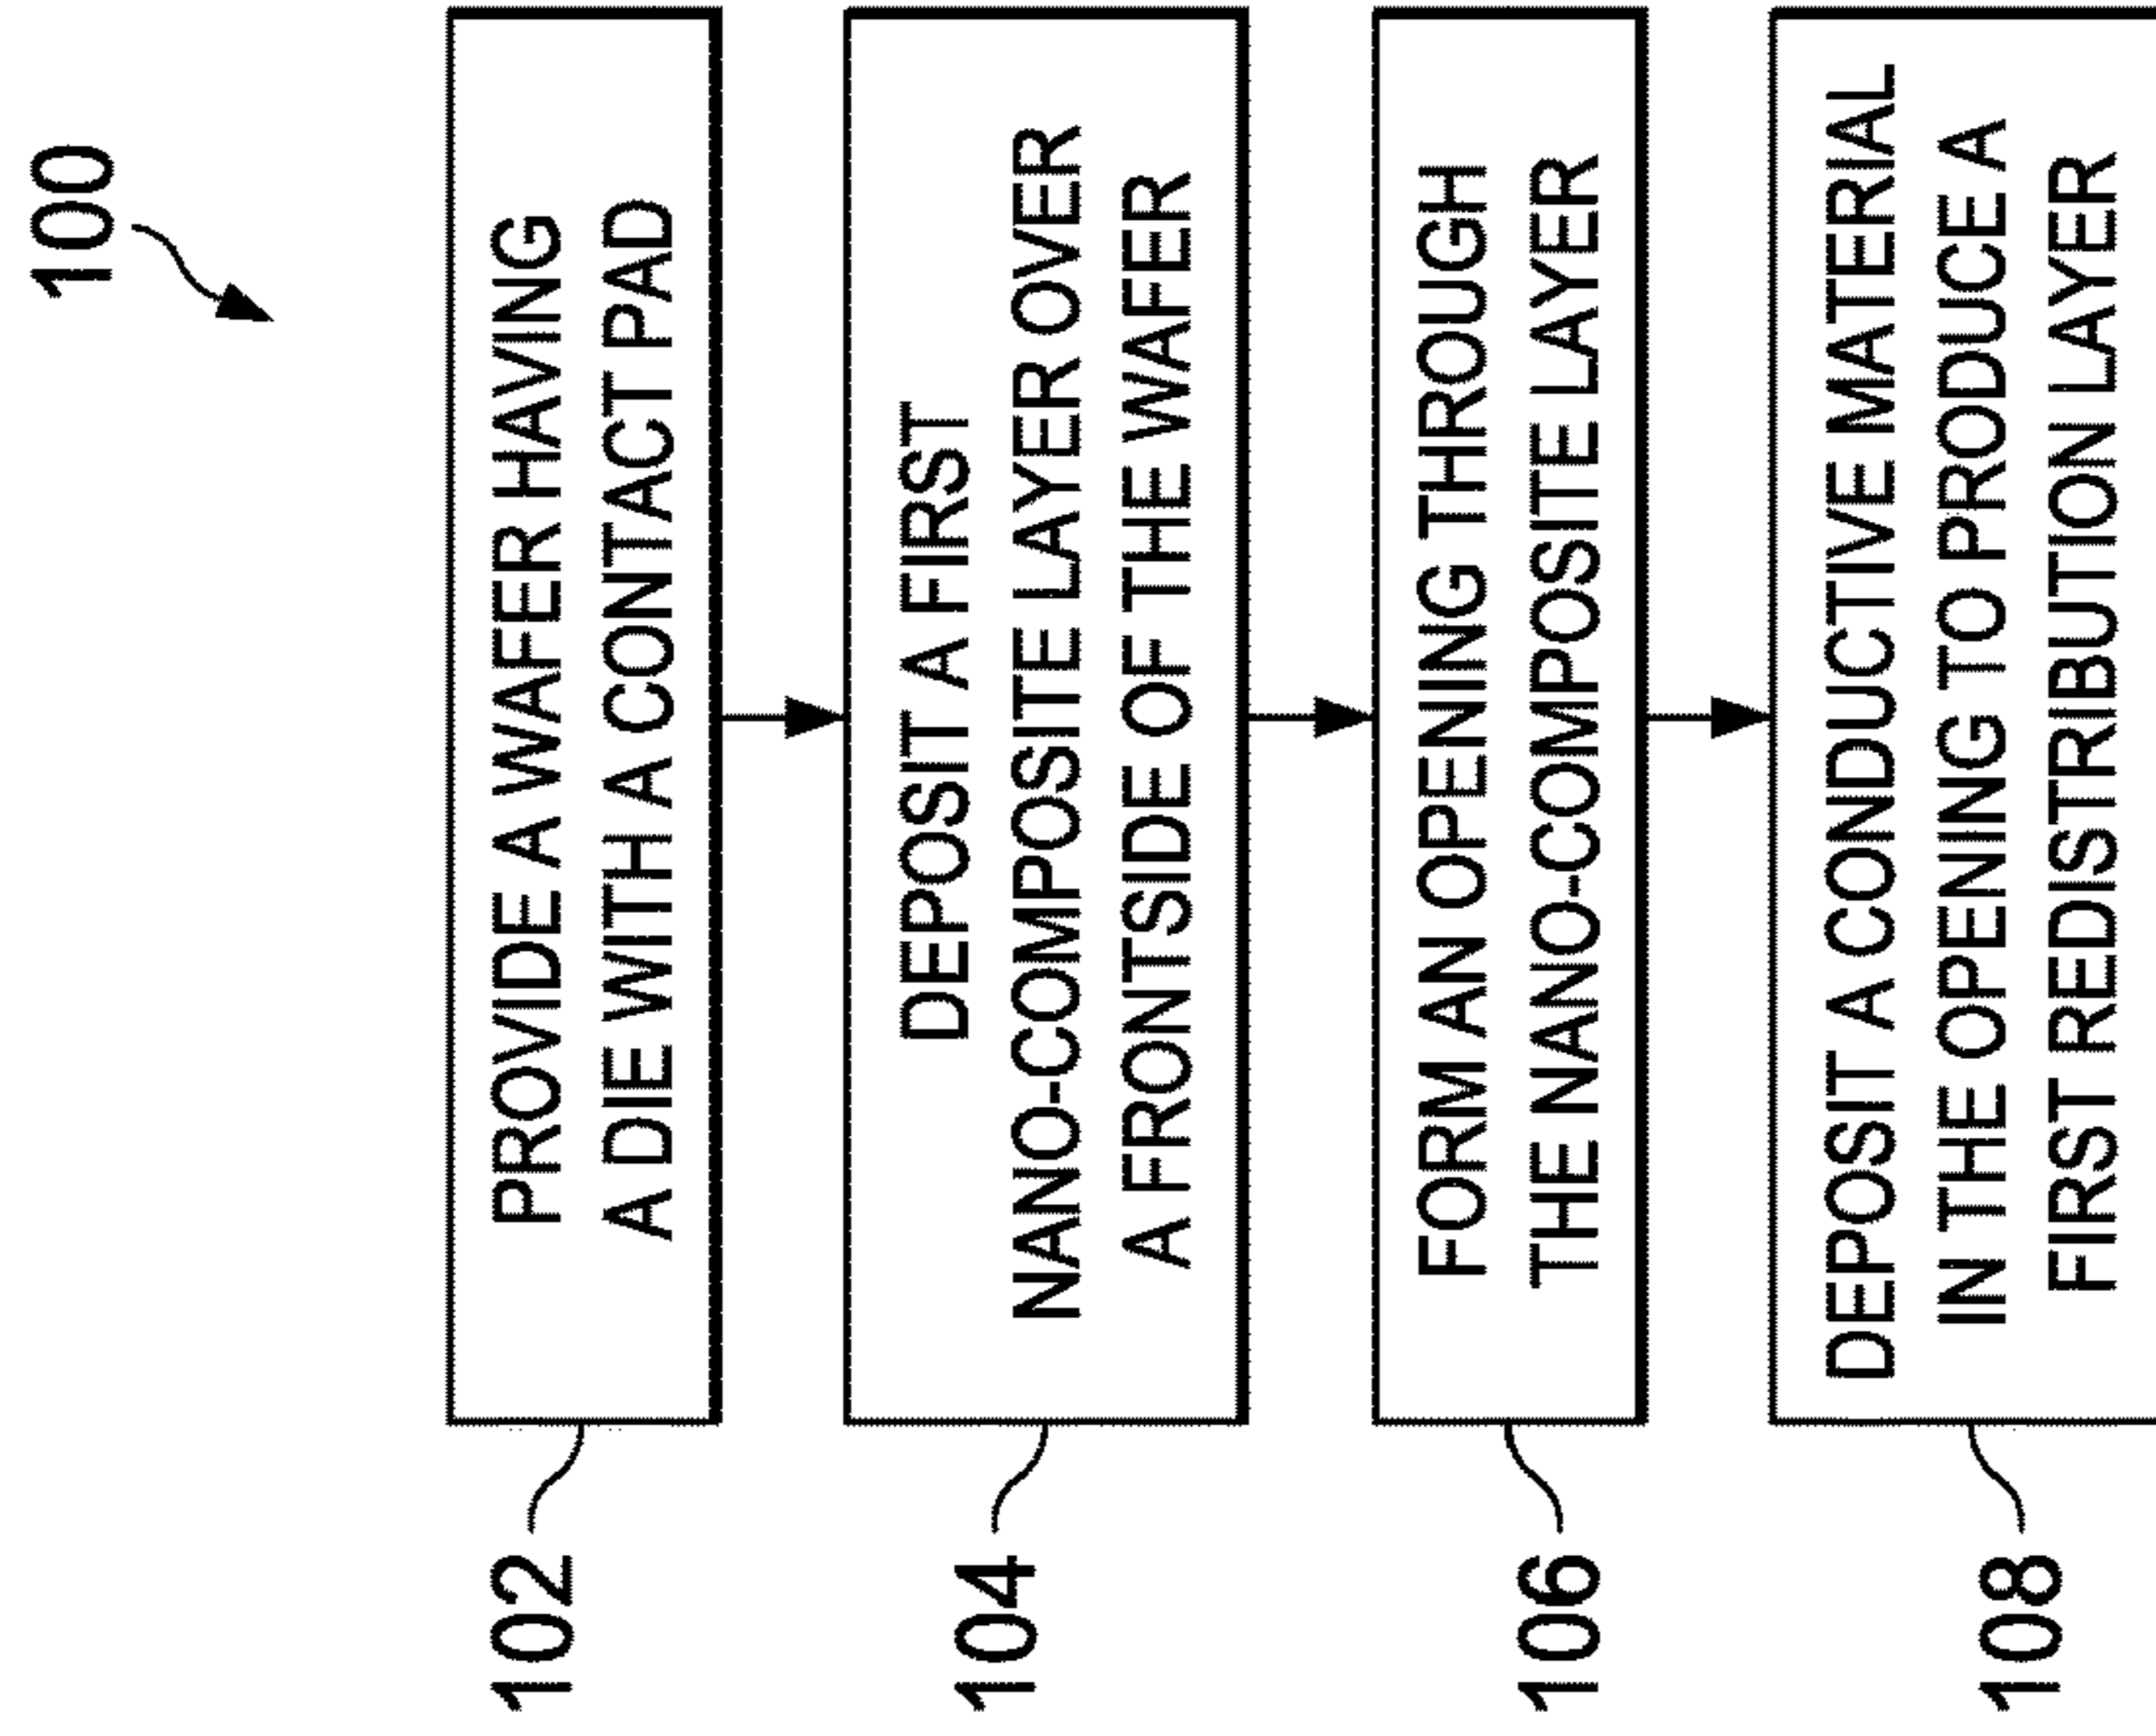 100
102
PROVIDE A WAFER HAVING
A DIE WITH A CONTACT PAD
104
DEPOSIT A FIRST
NANO-COMPOSITE LAYER OVER
A FRONTSIDE OF THE WAFER
106
FORM AN OPENING THROUGH
THE NANO-COMPOSITE LAYER
108
DEPOSIT A CONDUCTIVE MATERIAL
IN THE OPENING TO PRODUCE A
FIRST REDISTRIBUTION LAYER